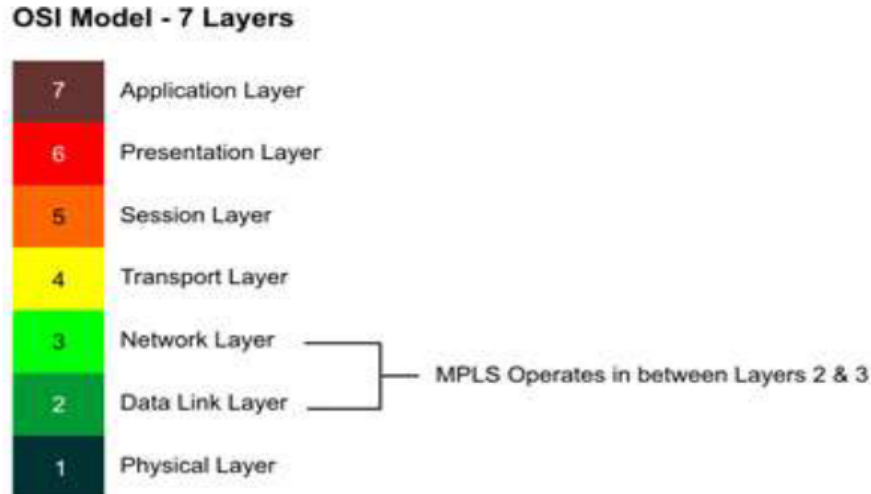 OSI Model - 7 Layers
7 Application Layer
6 Presentation Layer
5 Session Layer
4 Transport Layer
3 Network Layer
MPLS Operates in between Layers 2 & 3
2 Data Link Layer
1 Physical Layer